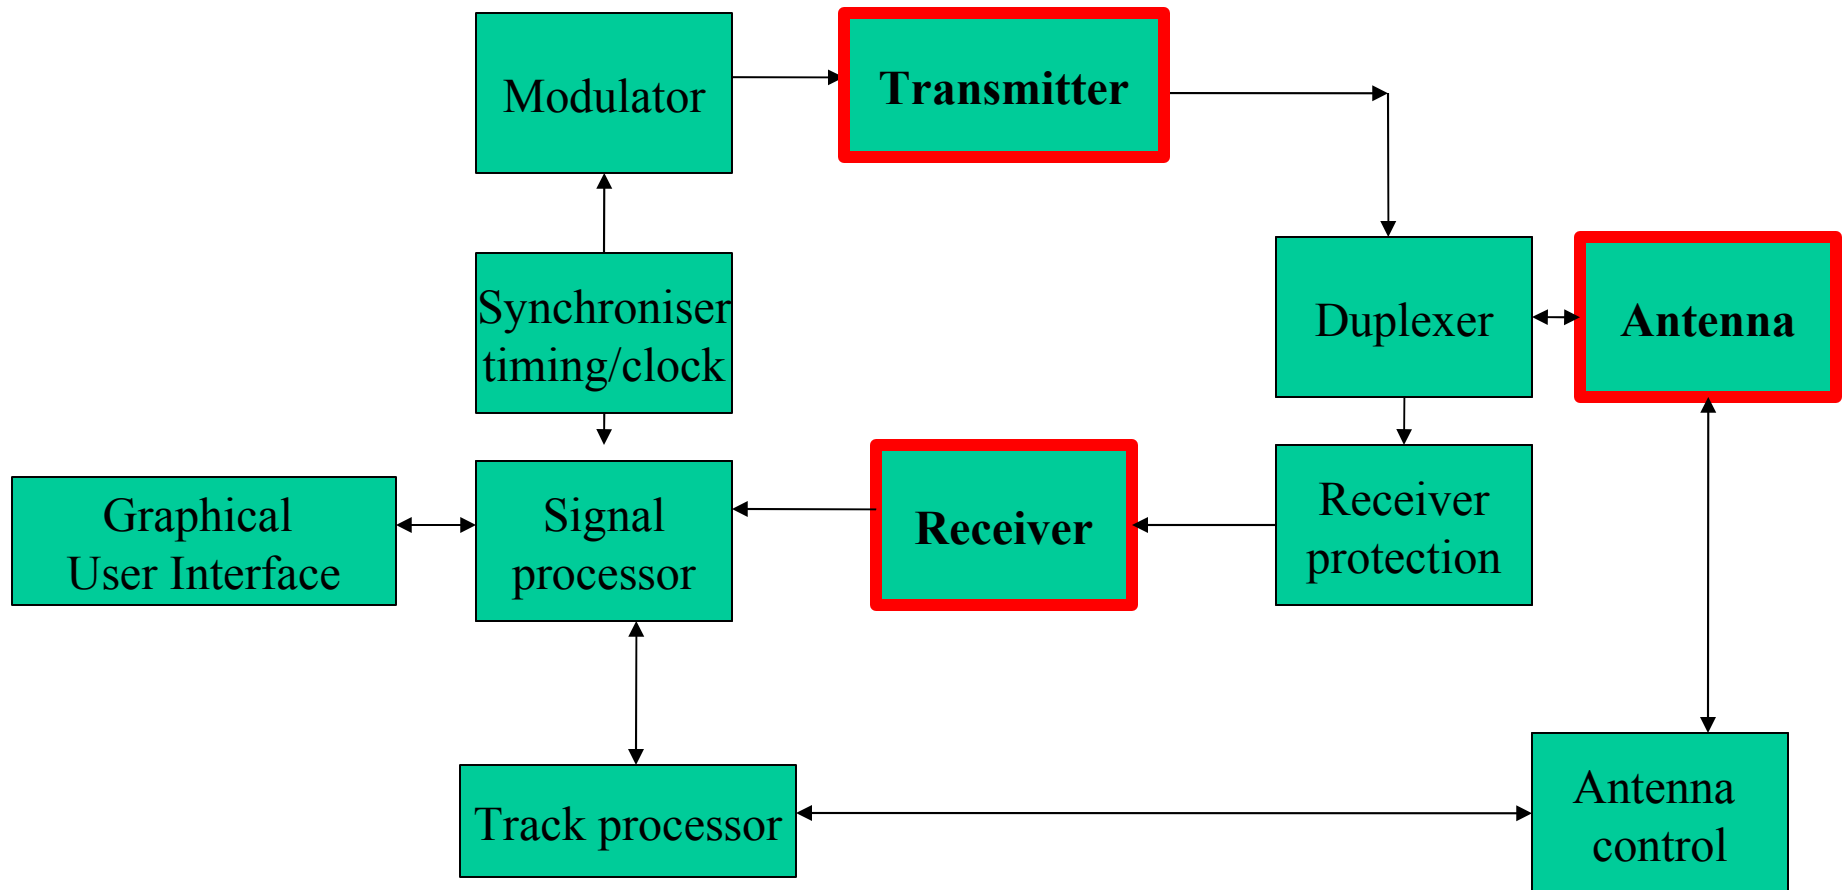 Modulator
Transmitter
Synchroniser
timing/clock
Duplexer
Antenna
Graphical
User Interface
Signal
processor
Receiver
Receiver
protection
Track processor
Antenna
control